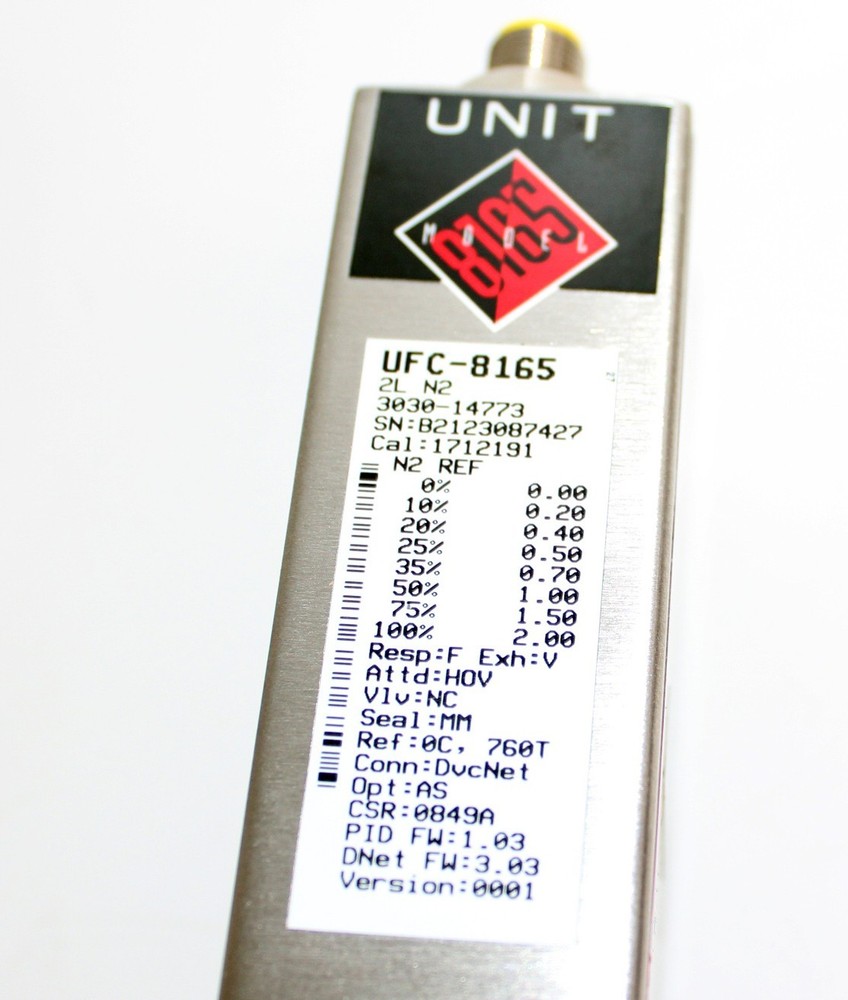 UNIT
8165
MODEL
UFC-8165
2L N2
3030-14773
SN:B2123087427
Cal:1712191
N2 REF
0% 0.00
10% 0.20
20% 0.40
25% 0.50
35% 0.70
50% 1.00
75% 1.50
100% 2.00
Resp:F Exh:V
Attd:HOV
Vlv:NC
Seal:MM
Ref:0C, 760T
Conn:DvcNet
Opt:AS
CSR:0849A
PID FW:1.03
DNet FW:3.03
Version:0001